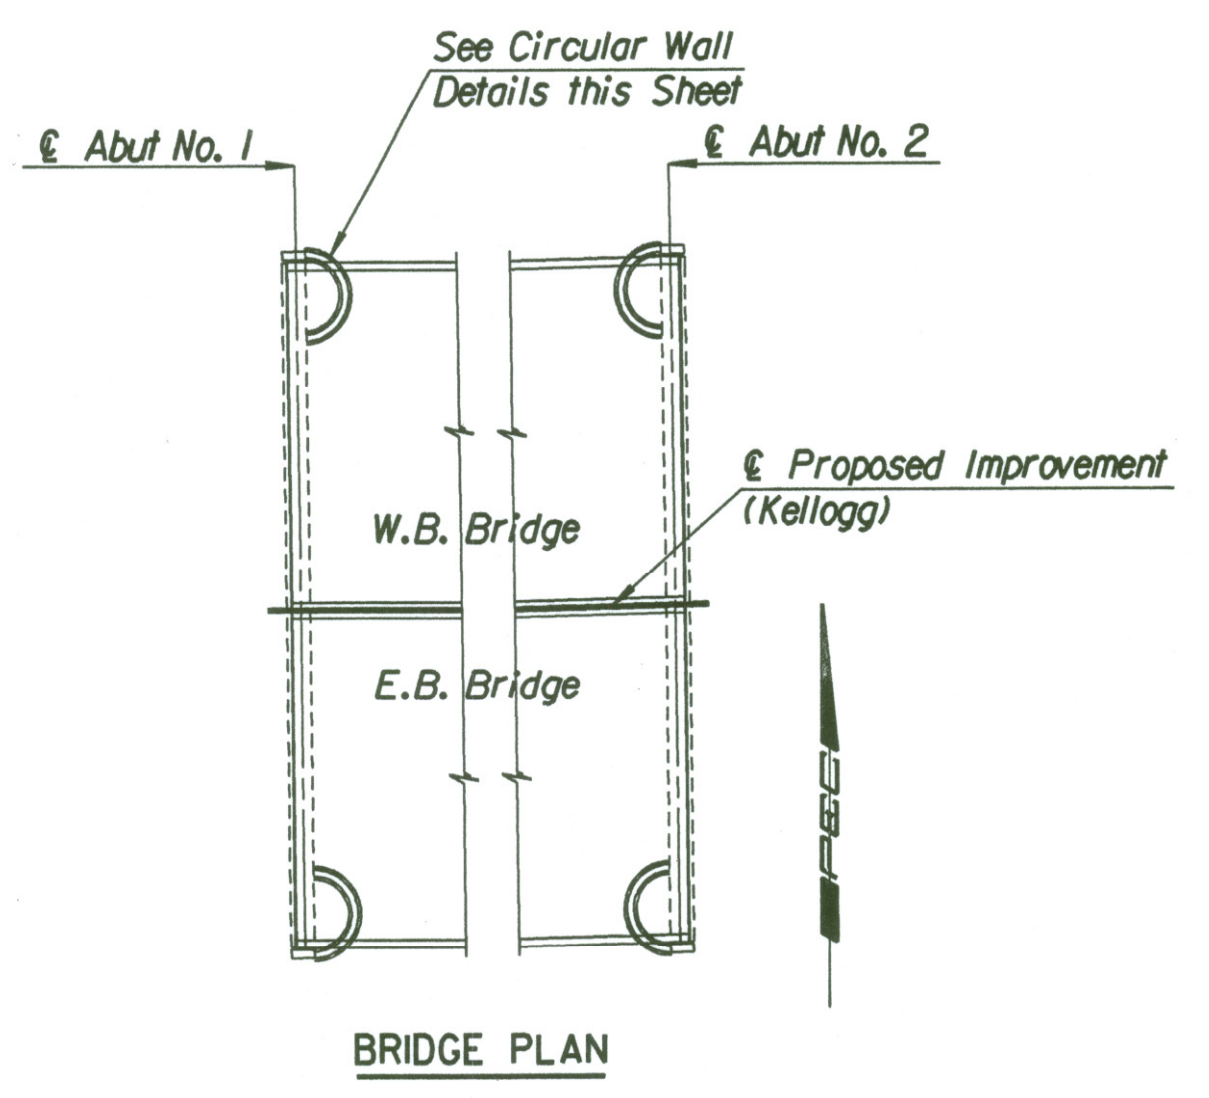 See Circular Wall
Details this Sheet
℄ Abut No. 1
℄ Abut No. 2
℄ Proposed Improvement
(Kellogg)
W.B. Bridge
E.B. Bridge
PEC
BRIDGE PLAN